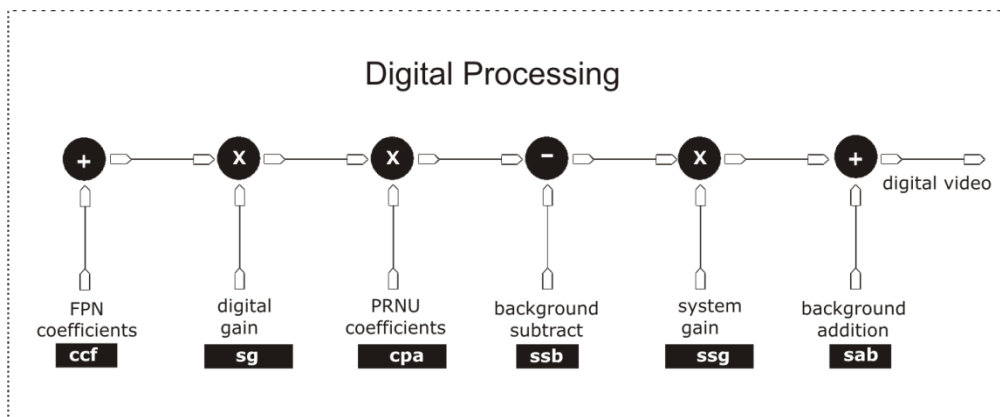 Digital Processing
+ x x - x +
digital video
FPN
coefficients
ccf
digital
gain
sg
PRNU
coefficients
cpa
background
subtract
ssb
system
gain
ssg
background
addition
sab